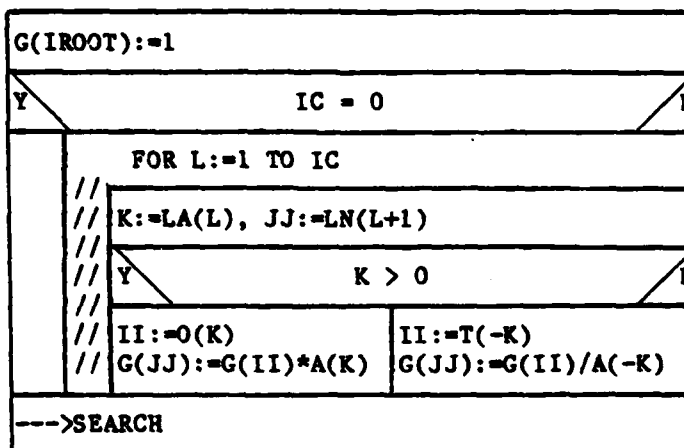 G(IROOT):=1
Y IC = 0
FOR L:=1 TO IC
//
// K:=LA(L), JJ:=LN(L+1)
//
// Y K > 0
//
// II:=O(K) II:=T(-K)
// G(JJ):=G(II)*A(K) G(JJ):=G(II)/A(-K)
--->SEARCH